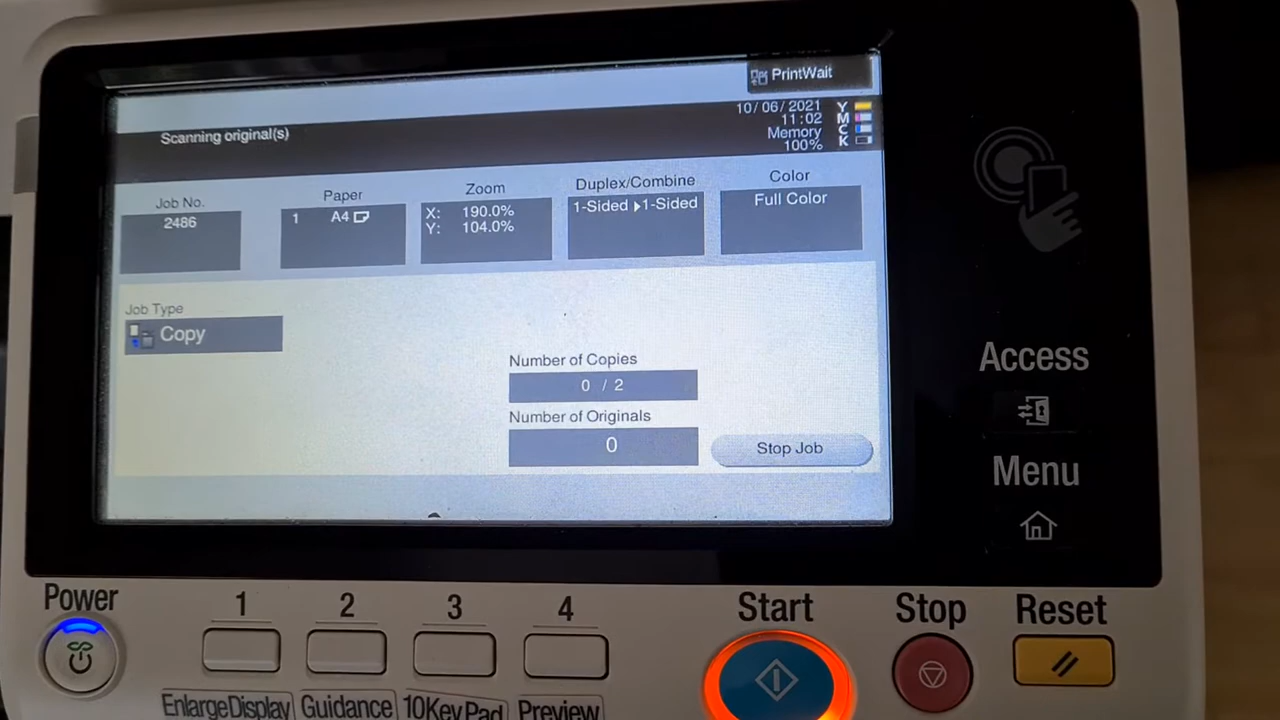 PrintWait
Scanning original(s)
10/06/2021
11:02
Memory
100%
Y
M
C
K
Job No.
2486
Paper
1 A4
Zoom
X: 190.0%
Y: 104.0%
Duplex/Combine
1-Sided 1-Sided
Color
Full Color
Job Type
Copy
Number of Copies
0 / 2
Number of Originals
0
Stop Job
Access
Menu
Power
1
2
3
4
Start
Stop
Reset
EnlargeDisplay
Guidance
10KeyPad
Preview